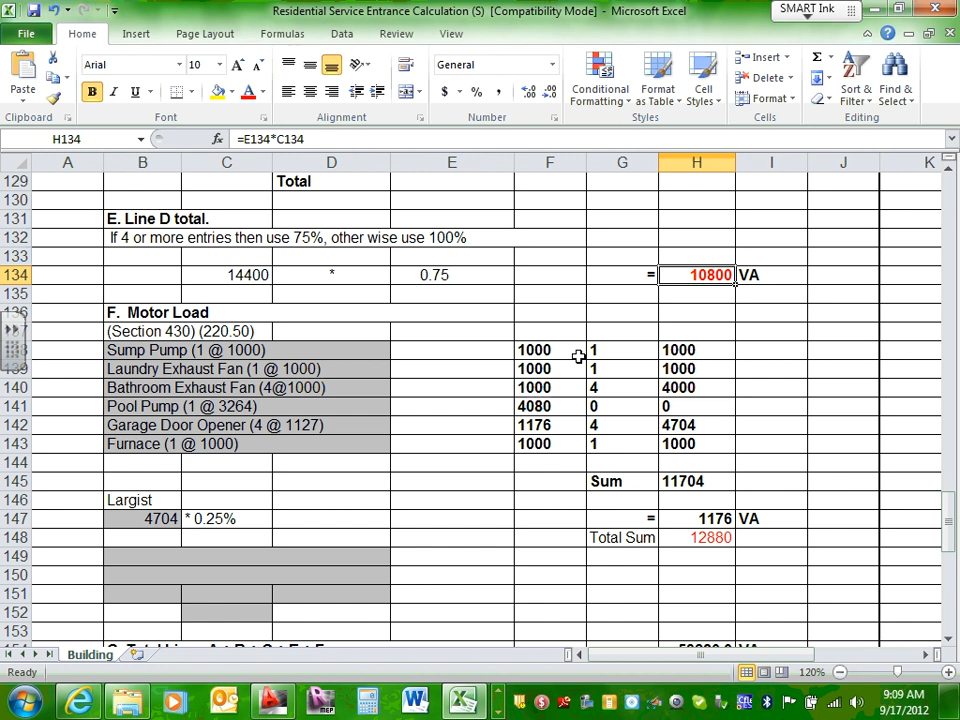 Residential Service Entrance Calculation (S) [Compatibility Mode] - Microsoft Excel
SMART Ink
File Home Insert Page Layout Formulas Data Review View
Paste
Arial 10
General
Conditional Formatting
Format as Table
Cell Styles
Insert
Delete
Format
Sort & Filter
Find & Select
Clipboard Font Alignment Number Styles Cells Editing
H134 fx =E134*C134
A B C D E F G H I J K
129 Total
130
131 E. Line D total.
132 If 4 or more entries then use 75%, other wise use 100%
133
134 14400 * 0.75 = 10800 VA
135
136 F. Motor Load
(Section 430) (220.50)
Sump Pump (1 @ 1000) 1000 1 1000
139 Laundry Exhaust Fan (1 @ 1000) 1000 1 1000
140 Bathroom Exhaust Fan (4@1000) 1000 4 4000
141 Pool Pump (1 @ 3264) 4080 0 0
142 Garage Door Opener (4 @ 1127) 1176 4 4704
143 Furnace (1 @ 1000) 1000 1 1000
144
145 Sum 11704
146 Largist
147 4704 * 0.25% = 1176 VA
148 Total Sum 12880
149
150
151
152
153
Building
Ready 120%
9:09 AM
9/17/2012